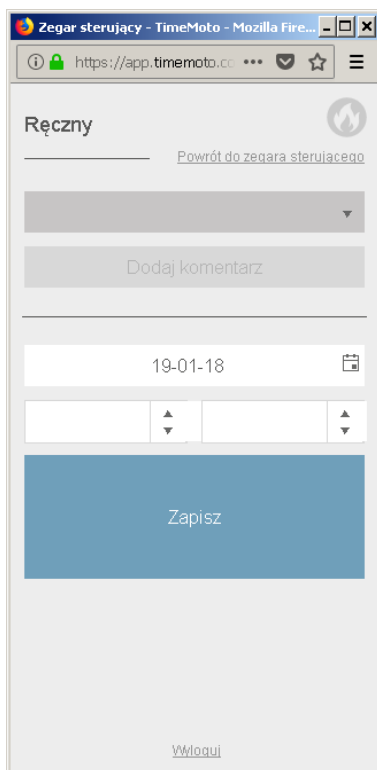 Zegar sterujący - TimeMoto - Mozilla Fire...
https://app.timemoto.cc
Ręczny
Powrót do zegara sterującego
Dodaj komentarz
19-01-18
Zapisz
Wyloguj